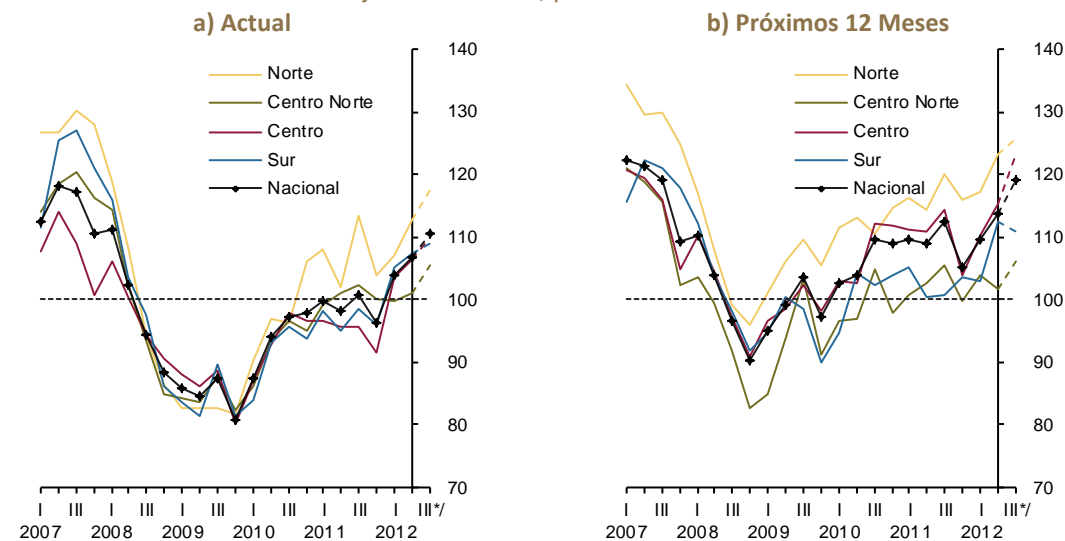 a) Actual
140
130
120
110
100
90
80
70
Norte
Centro Norte
Centro
Sur
Nacional
I III I III I III I III I III I III*/
2007 2008 2009 2010 2011 2012
b) Próximos 12 Meses
140
130
120
110
100
90
80
70
Norte
Centro Norte
Centro
Sur
Nacional
I III I III I III I III I III I III*/
2007 2008 2009 2010 2011 2012